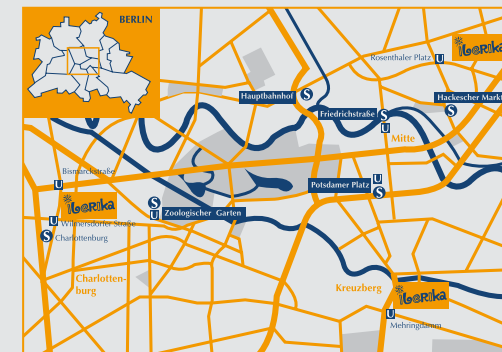 BERLIN
Rosenthaler Platz U
iberika
Hauptbahnhof S
Hackescher Markt
S
Friedrichstraße S
U
Mitte
Bismarckstraße
U
Potsdamer Platz U
S
iberika
S
U Zoologischer Garten
U Wilmersdorfer Straße
S Charlottenburg
Charlotten-
burg
Kreuzberg
iberika
U
Mehringdamm